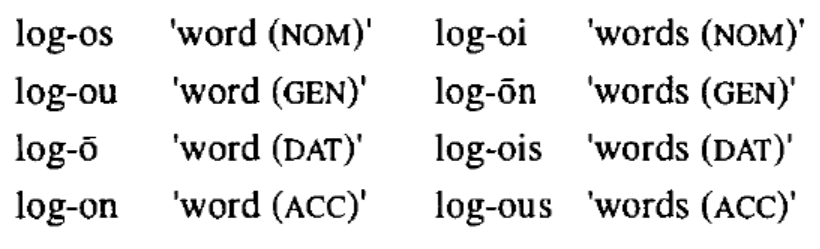 log-os 'word (NOM)' log-oi 'words (NOM)'
log-ou 'word (GEN)' log-ōn 'words (GEN)'
log-ō 'word (DAT)' log-ois 'words (DAT)'
log-on 'word (ACC)' log-ous 'words (ACC)'